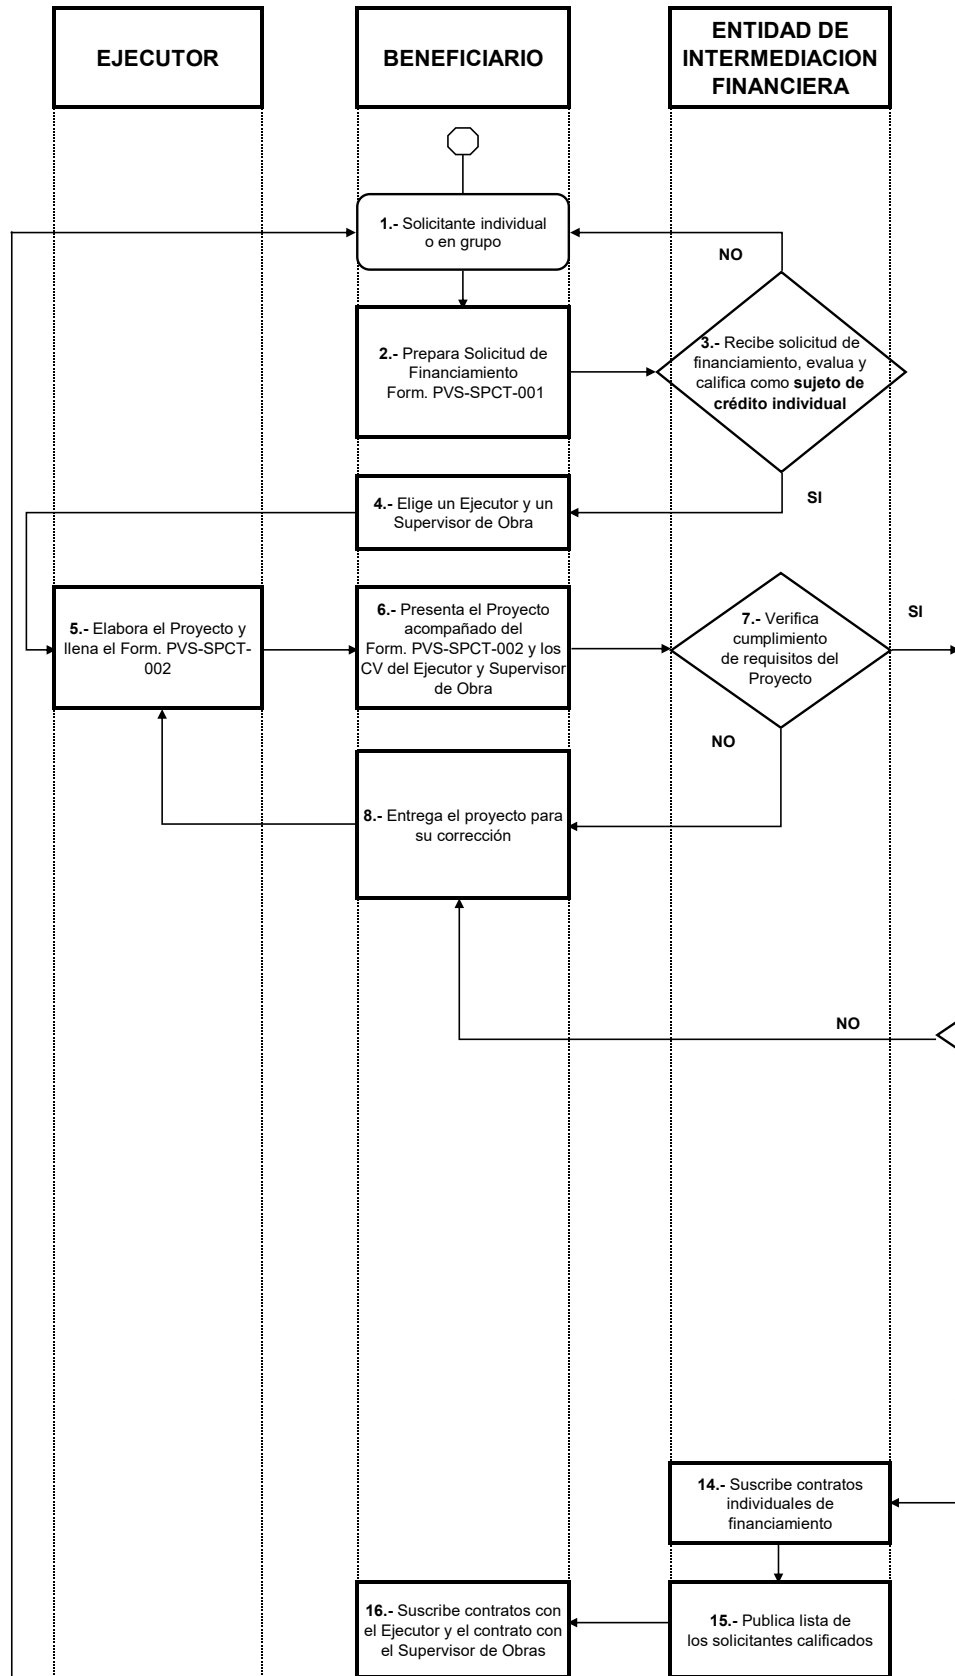 EJECUTOR
BENEFICIARIO
ENTIDAD DE
INTERMEDIACION
FINANCIERA
1.- Solicitante individual
o en grupo
NO
2.- Prepara Solicitud de
Financiamiento
Form. PVS-SPCT-001
3.- Recibe solicitud de
financiamiento, evalua y
califica como sujeto de
crédito individual
SI
4.- Elige un Ejecutor y un
Supervisor de Obra
5.- Elabora el Proyecto y
llena el Form. PVS-SPCT-
002
6.- Presenta el Proyecto
acompañado del
Form. PVS-SPCT-002 y los
CV del Ejecutor y Supervisor
de Obra
7.- Verifica
cumplimiento
de requisitos del
Proyecto
SI
NO
8.- Entrega el proyecto para
su corrección
NO
14.- Suscribe contratos
individuales de
financiamiento
16.- Suscribe contratos con
el Ejecutor y el contrato con
el Supervisor de Obras
15.- Publica lista de
los solicitantes calificados